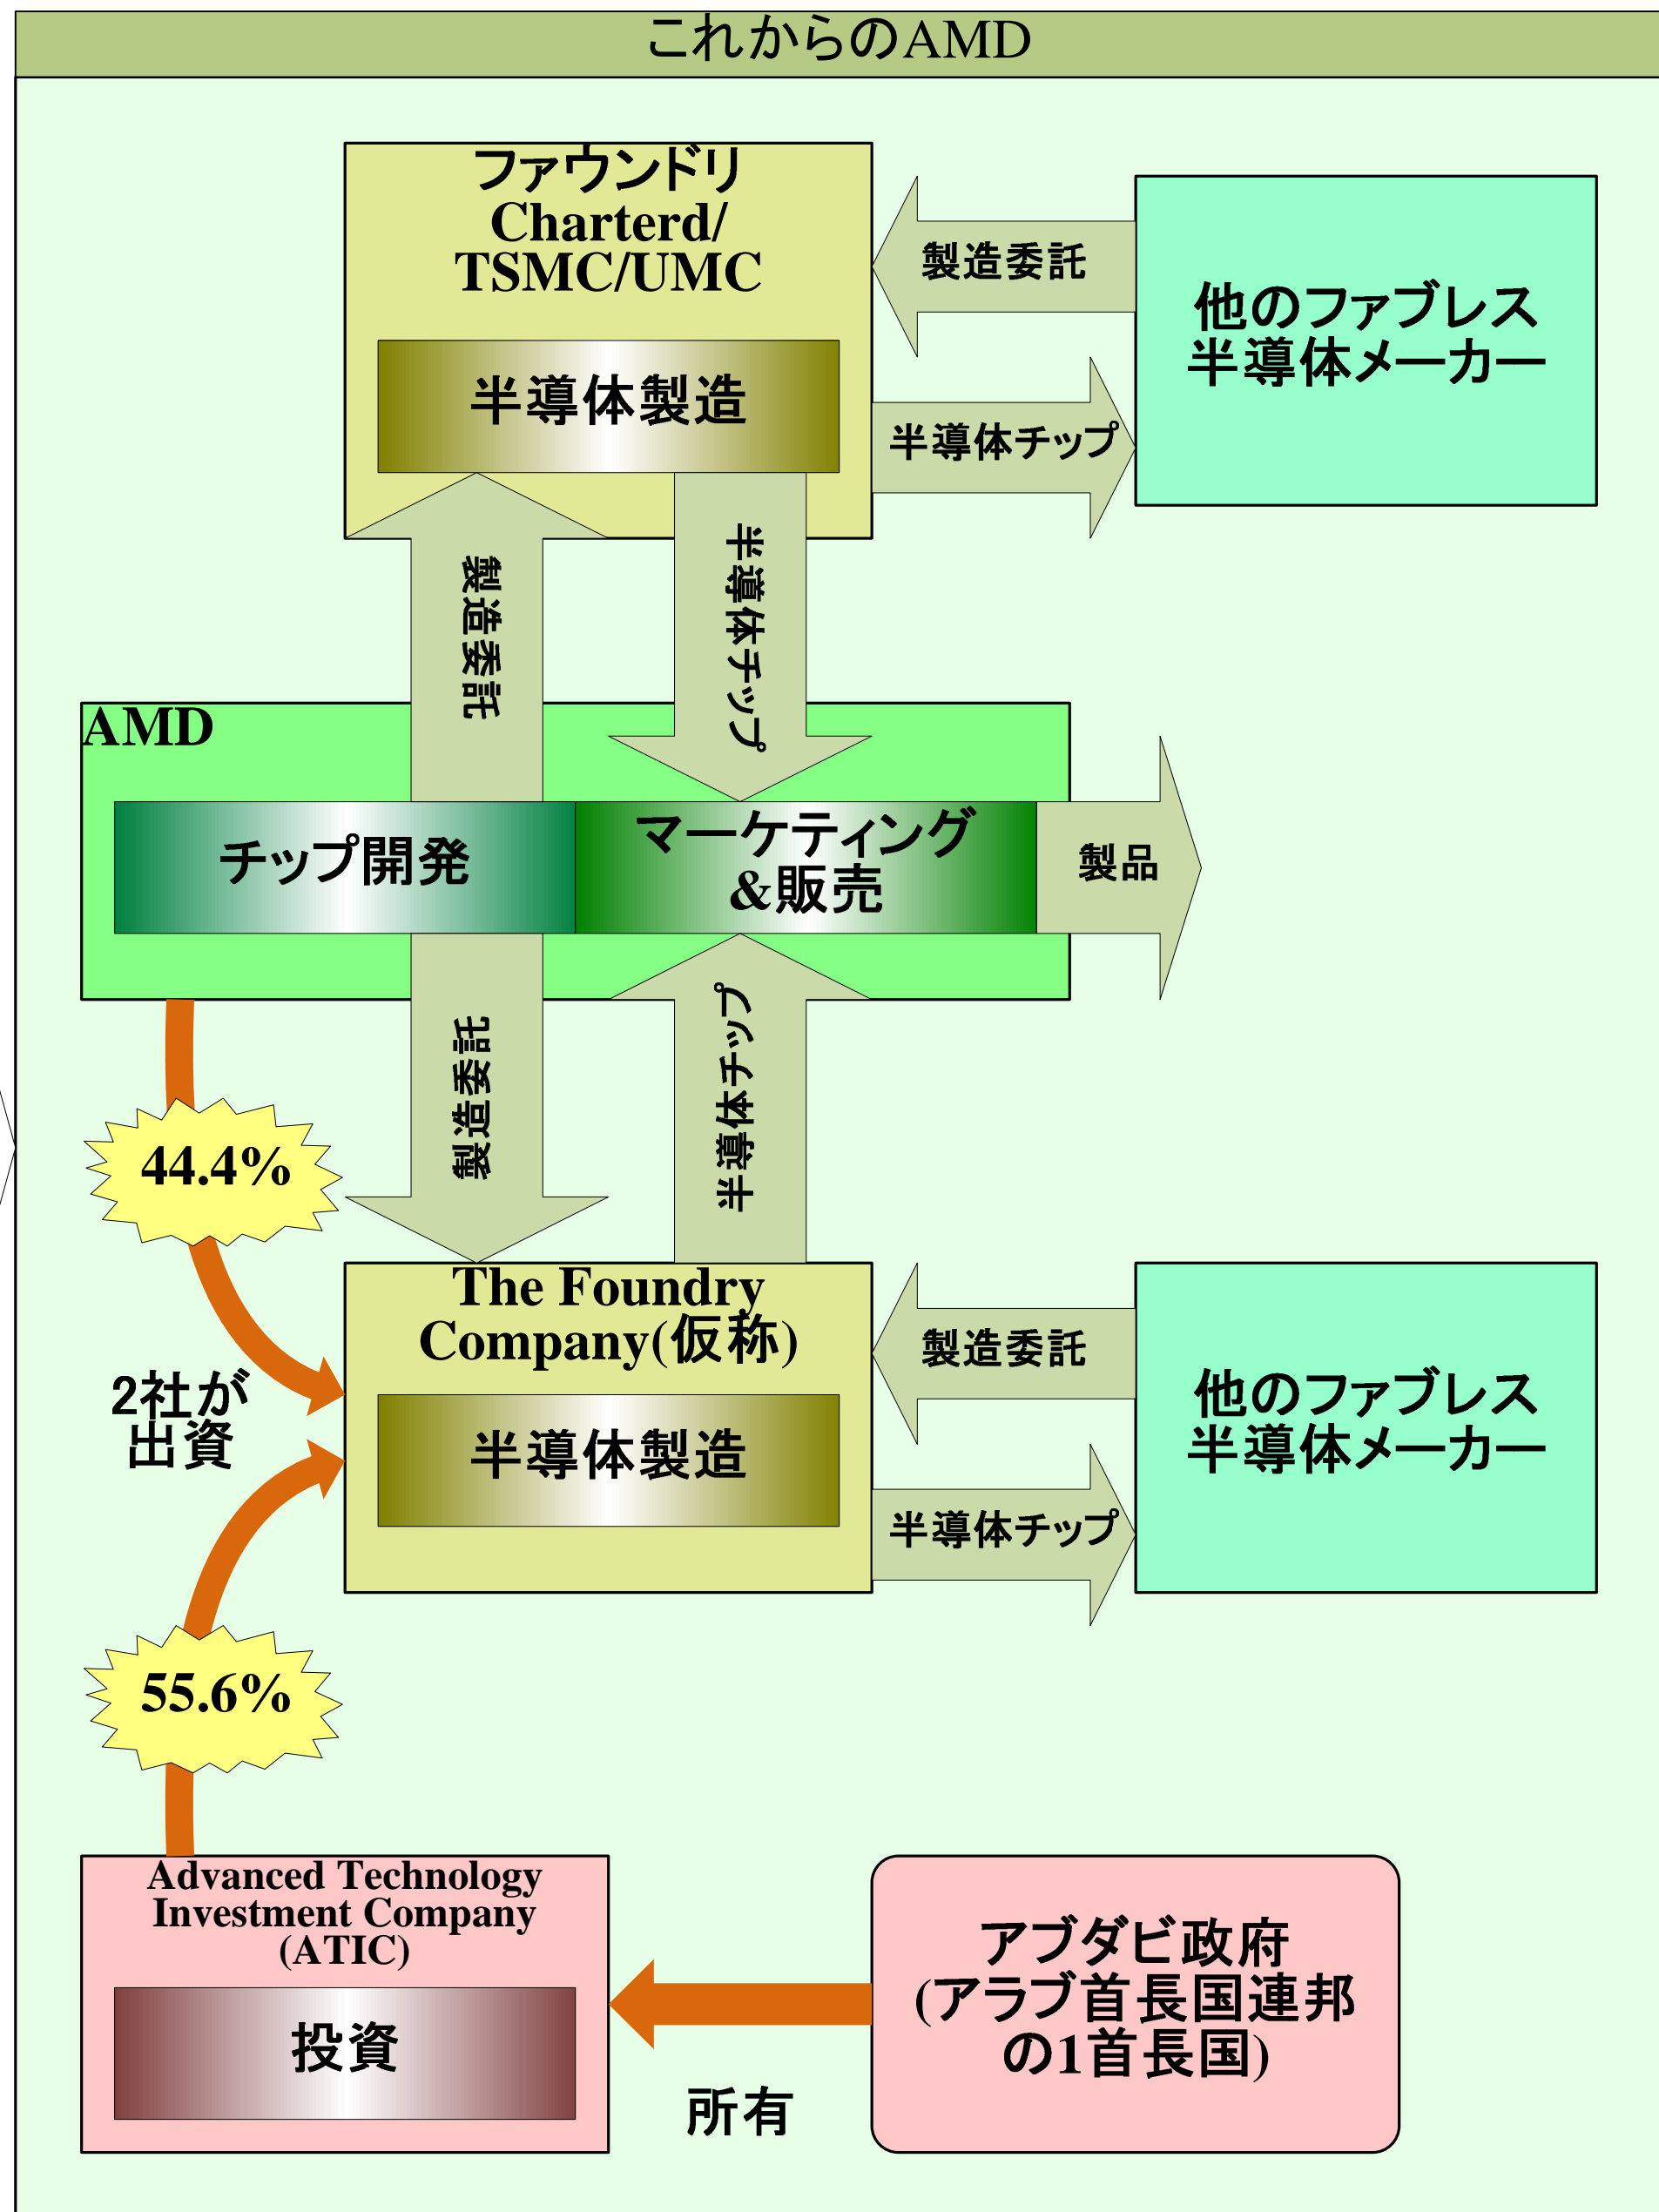 これからのAMD
ファウンドリ
Charterd/
TSMC/UMC
半導体製造
製造委託
半導体チップ
他のファブレス
半導体メーカー
製造委託
半導体チップ
AMD
チップ開発
マーケティング
&販売
製品
製造委託
半導体チップ
44.4%
2社が
出資
The Foundry
Company(仮称)
半導体製造
製造委託
半導体チップ
他のファブレス
半導体メーカー
55.6%
Advanced Technology
Investment Company
(ATIC)
投資
所有
アブダビ政府
(アラブ首長国連邦
の1首長国)